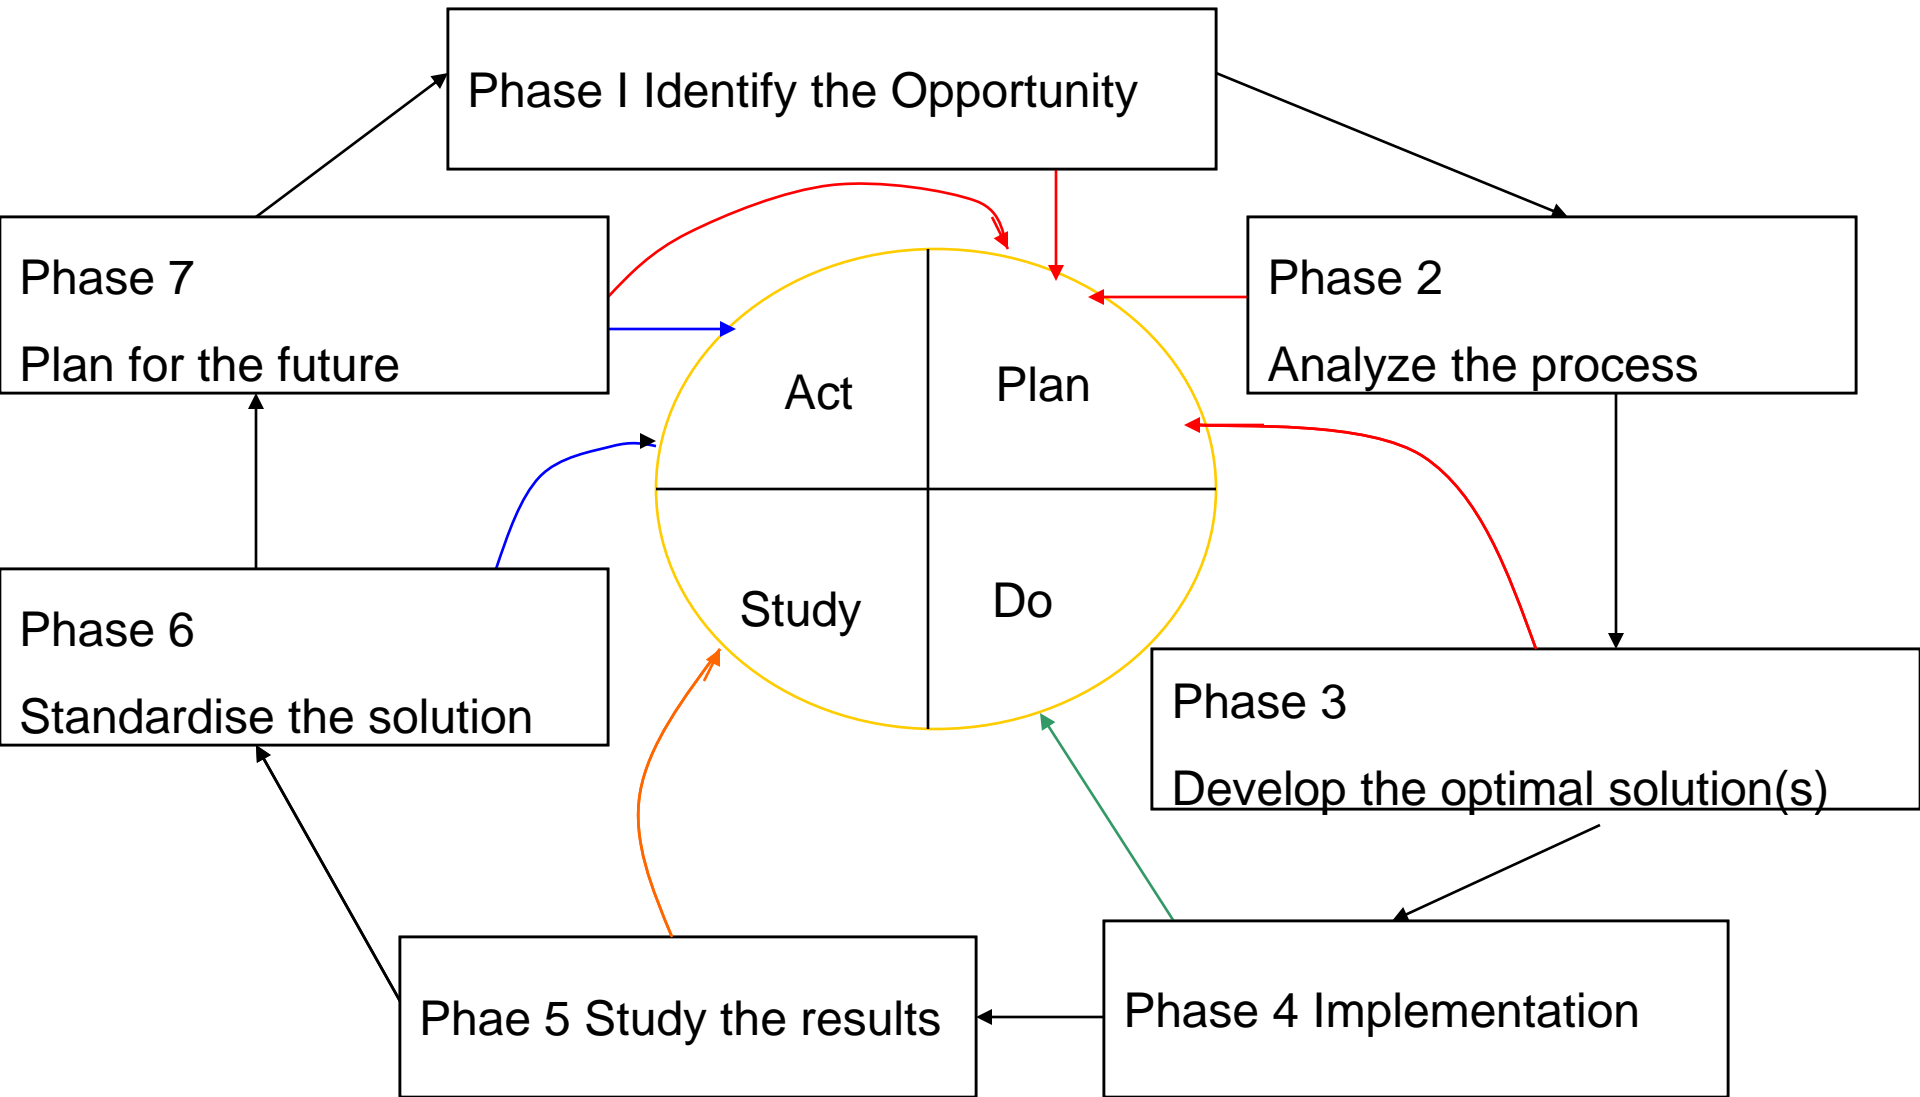 Phase I Identify the Opportunity
Phase 7
Plan for the future
Phase 2
Analyze the process
Act
Plan
Study
Do
Phase 6
Standardise the solution
Phase 3
Develop the optimal solution(s)
Phae 5 Study the results
Phase 4 Implementation